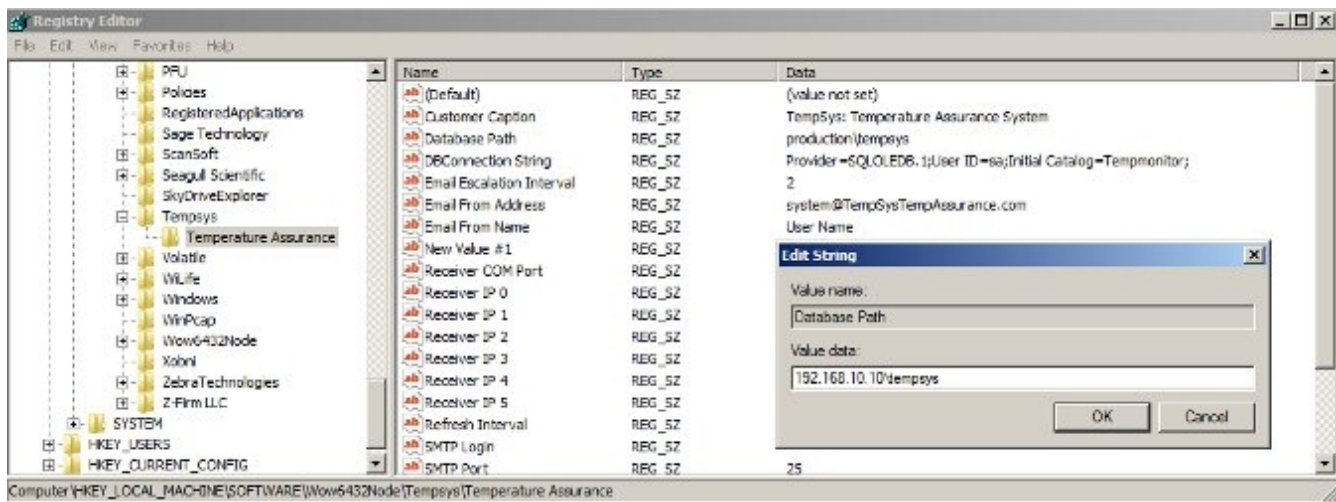 Registry Editor
File Edit View Favorites Help
PFU
Policies
RegisteredApplications
Sage Technology
ScanSoft
Seagull Scientific
SkyDriveExplorer
Tempsys
Temperature Assurance
Volatile
WiLife
Windows
WinPcap
Wow6432Node
Xobni
ZebraTechnologies
Z-Firm LLC
SYSTEM
HKEY_USERS
HKEY_CURRENT_CONFIG
Name Type Data
(Default) REG_SZ (value not set)
Customer Caption REG_SZ TempSys: Temperature Assurance System
Database Path REG_SZ production\tempsys
DBConnection String REG_SZ Provider=SQLOLEDB.1;User ID=sa;Initial Catalog=Tempmonitor;
Email Escalation Interval REG_SZ 2
Email From Address REG_SZ system@TempSysTempAssurance.com
Email From Name REG_SZ User Name
New Value #1 REG_SZ
Receiver COM Port REG_SZ
Receiver IP 0 REG_SZ
Receiver IP 1 REG_SZ
Receiver IP 2 REG_SZ
Receiver IP 3 REG_SZ
Receiver IP 4 REG_SZ
Receiver IP 5 REG_SZ
Refresh Interval REG_SZ
SMTP Login REG_SZ
SMTP Port REG_SZ 25
Edit String
Value name:
Database Path
Value data:
192.168.10.10\tempsys
OK Cancel
Computer\HKEY_LOCAL_MACHINE\SOFTWARE\Wow6432Node\Tempsys\Temperature Assurance